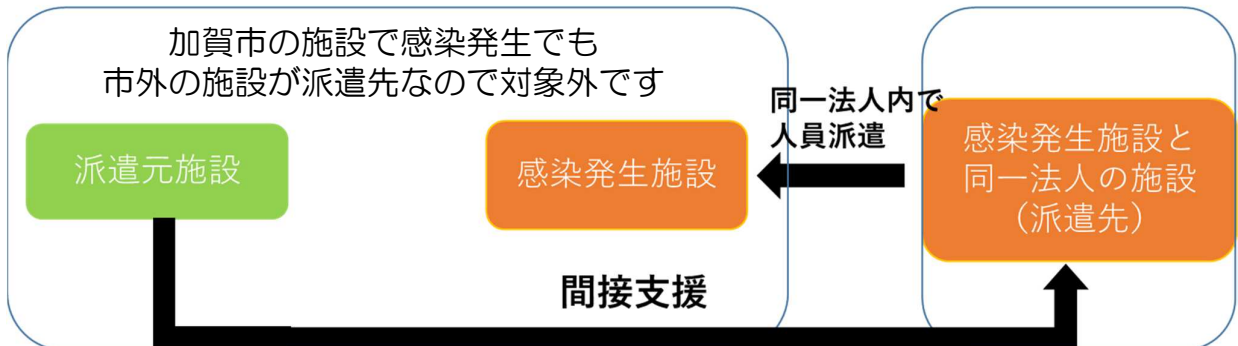 加賀市の施設で感染発生でも
市外の施設が派遣先なので対象外です
派遣元施設
感染発生施設
同一法人内で
人員派遣
感染発生施設と
同一法人の施設
（派遣先）
間接支援